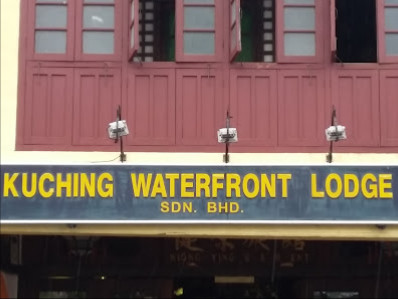 KUCHING WATERFRONT LODGE
SDN. BHD.